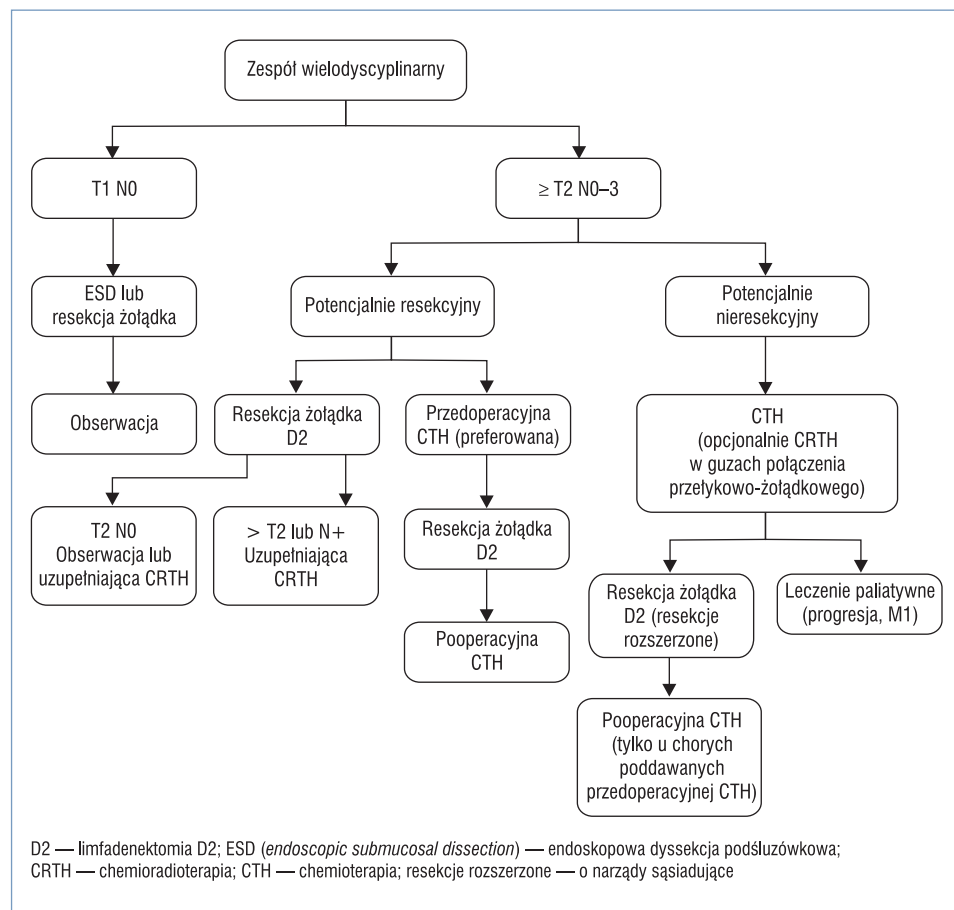 Zespół wielodyscyplinarny
T1 N0
≥ T2 N0–3
ESD lub
resekcja żołądka
Potencjalnie resekcyjny
Potencjalnie
nieresekcyjny
Obserwacja
Resekcja żołądka
D2
Przedoperacyjna
CTH (preferowana)
CTH
(opcjonalnie CRTH
w guzach połączenia
przełykowo-żołądkowego)
T2 N0
Obserwacja lub
uzupełniająca CRTH
> T2 lub N+
Uzupełniająca
CRTH
Resekcja żołądka
D2
Resekcja żołądka
D2 (resekcje
rozszerzone)
Leczenie paliatywne
(progresja, M1)
Pooperacyjna
CTH
Pooperacyjna CTH
(tylko u chorych
poddawanych
przedoperacyjnej CTH)
D2 — limfadenektomia D2; ESD (endoscopic submucosal dissection) — endoskopowa dyssekcja podśluzówkowa;
CRTH — chemioradioterapia; CTH — chemioterapia; resekcje rozszerzone — o narządy sąsiadujące